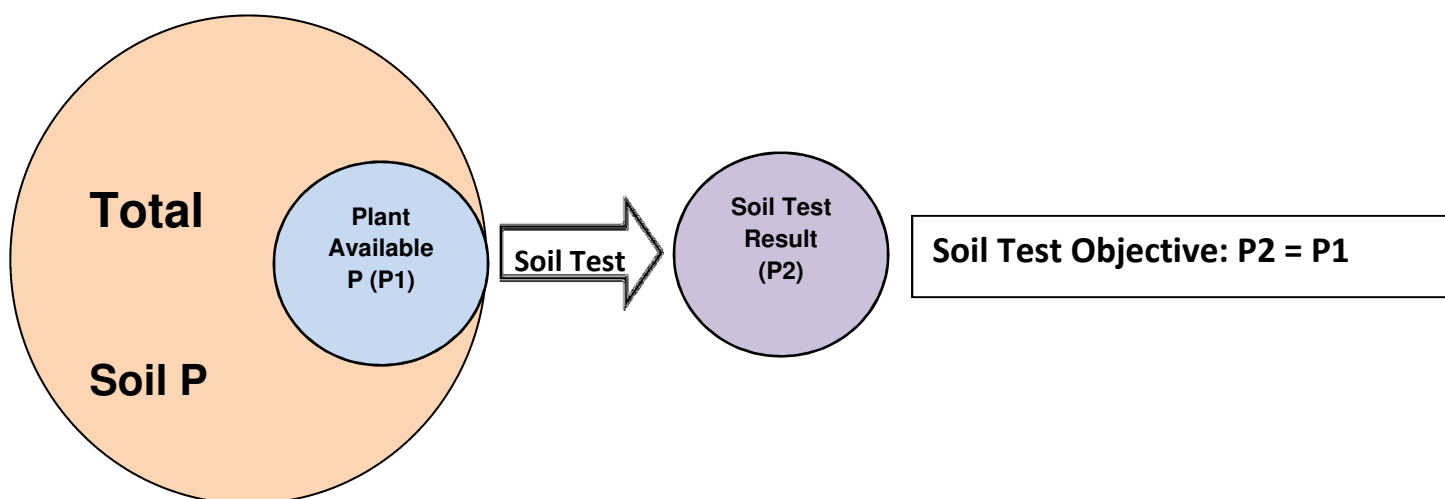 Total
Soil P
Plant
Available
P (P1)
Soil Test
Soil Test
Result
(P2)
Soil Test Objective: P2 = P1